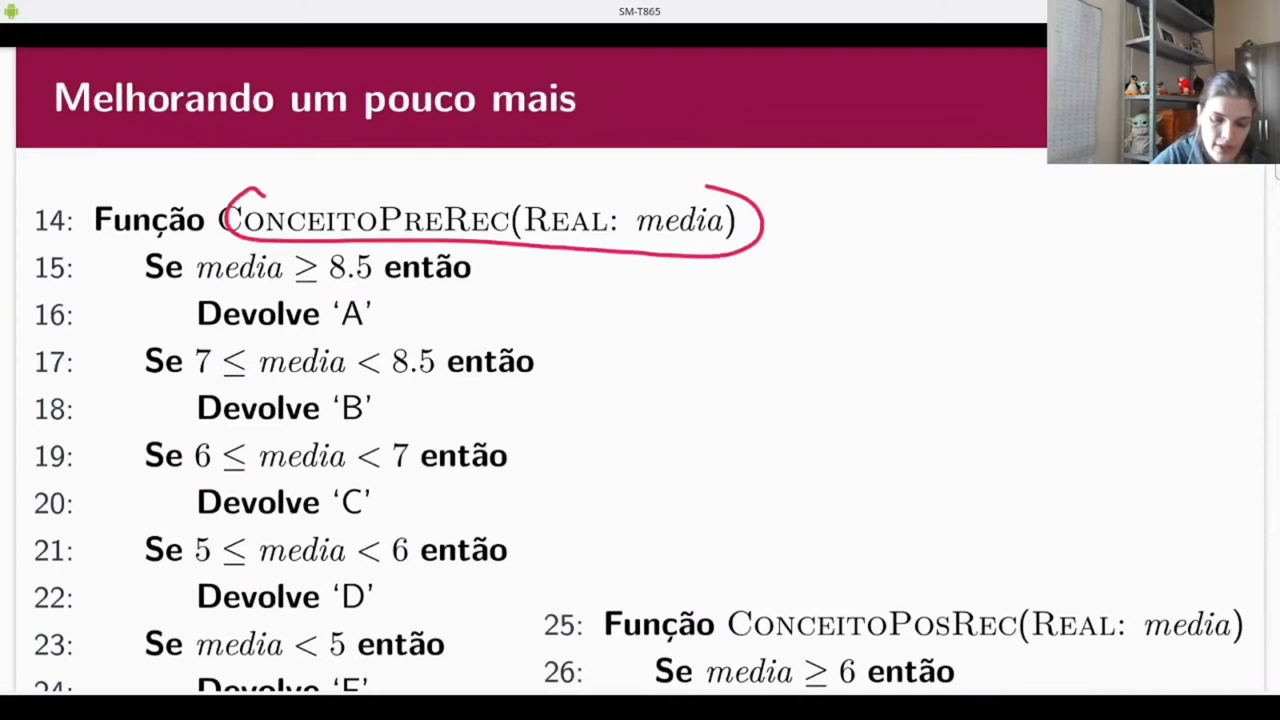 SM-T865
Melhorando um pouco mais
14: Função ConceitoPreRec(Real: media)
15: Se media ≥ 8.5 então
16: Devolve ‘A’
17: Se 7 ≤ media < 8.5 então
18: Devolve ‘B’
19: Se 6 ≤ media < 7 então
20: Devolve ‘C’
21: Se 5 ≤ media < 6 então
22: Devolve ‘D’
23: Se media < 5 então
24: Devolve
25: Função ConceitoPosRec(Real: media)
26: Se media ≥ 6 então